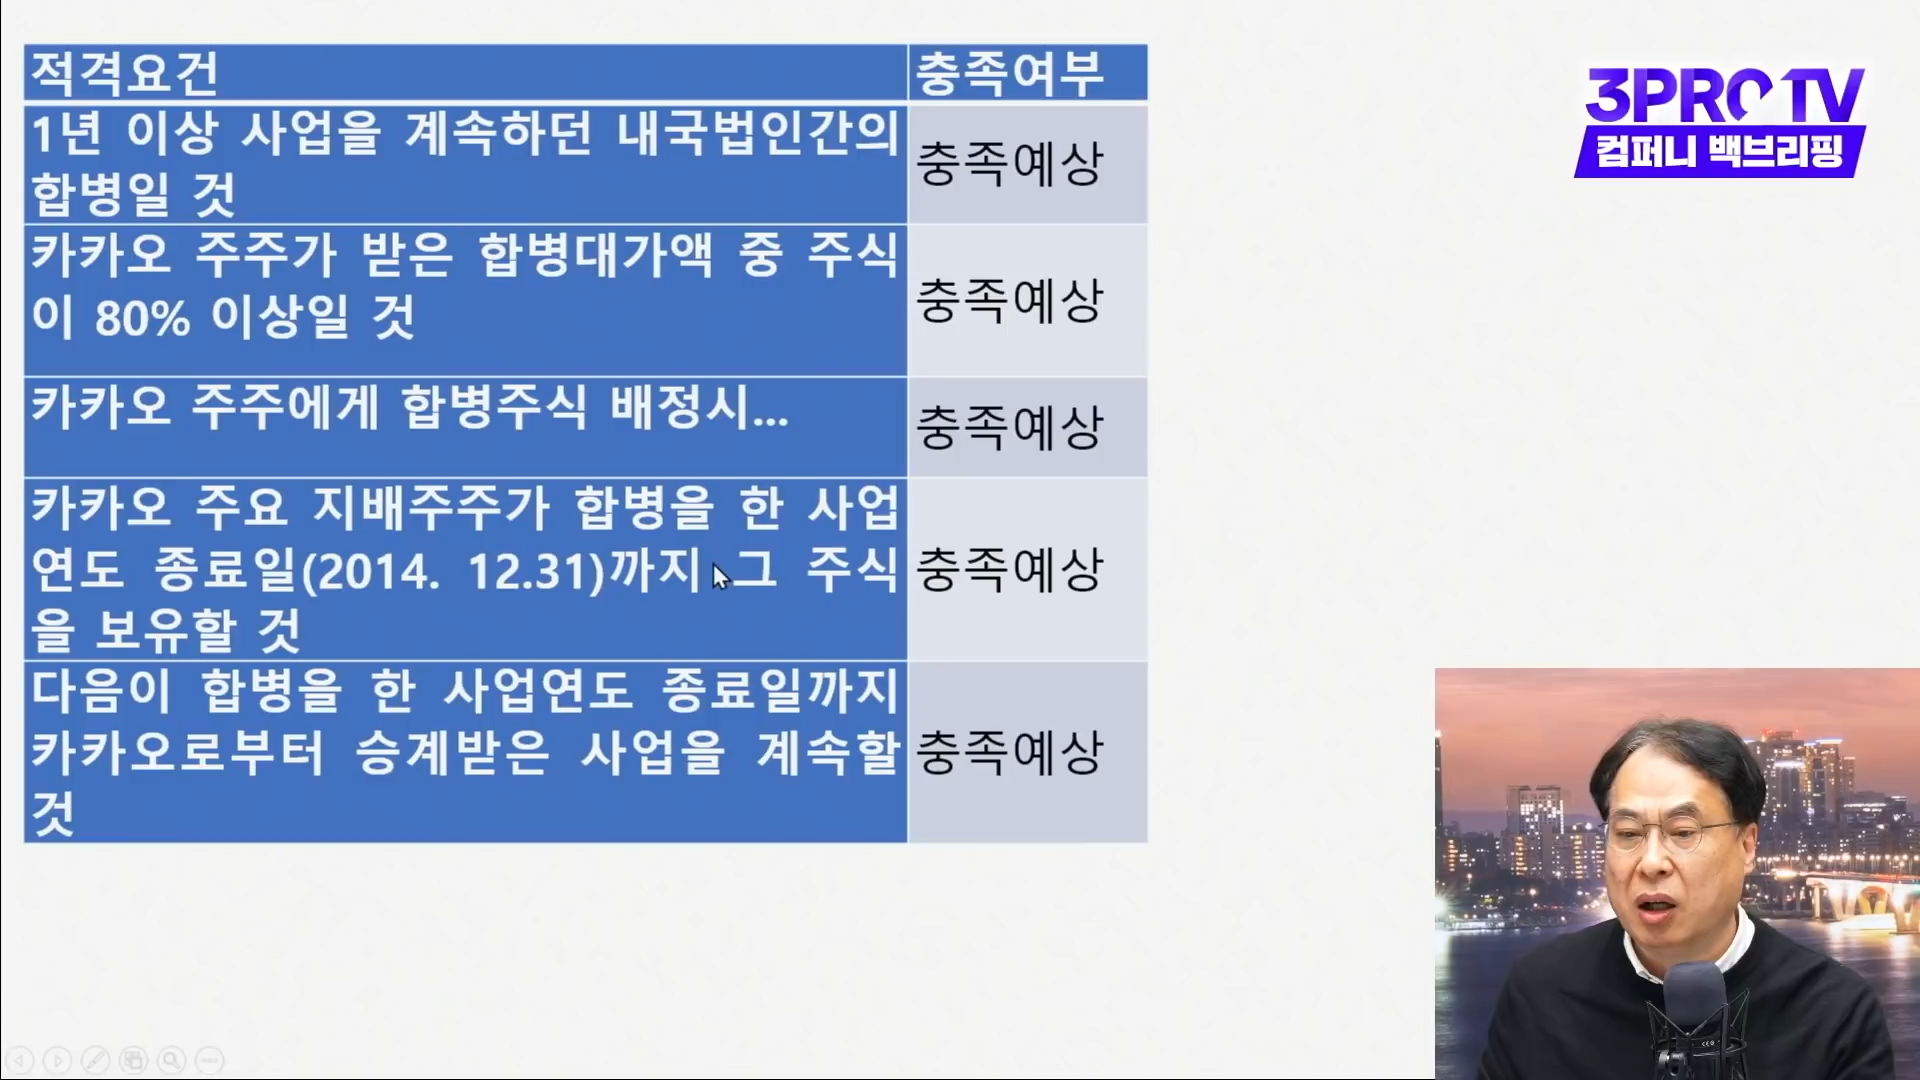 적격요건
충족여부
1년 이상 사업을 계속하던 내국법인간의
합병일 것
충족예상
카카오 주주가 받은 합병대가액 중 주식
이 80% 이상일 것
충족예상
카카오 주주에게 합병주식 배정시...
충족예상
카카오 주요 지배주주가 합병을 한 사업
연도 종료일(2014. 12.31)까지 그 주식
을 보유할 것
충족예상
다음이 합병을 한 사업연도 종료일까지
카카오로부터 승계받은 사업을 계속할
것
충족예상
3PRO TV
컴퍼니 백브리핑